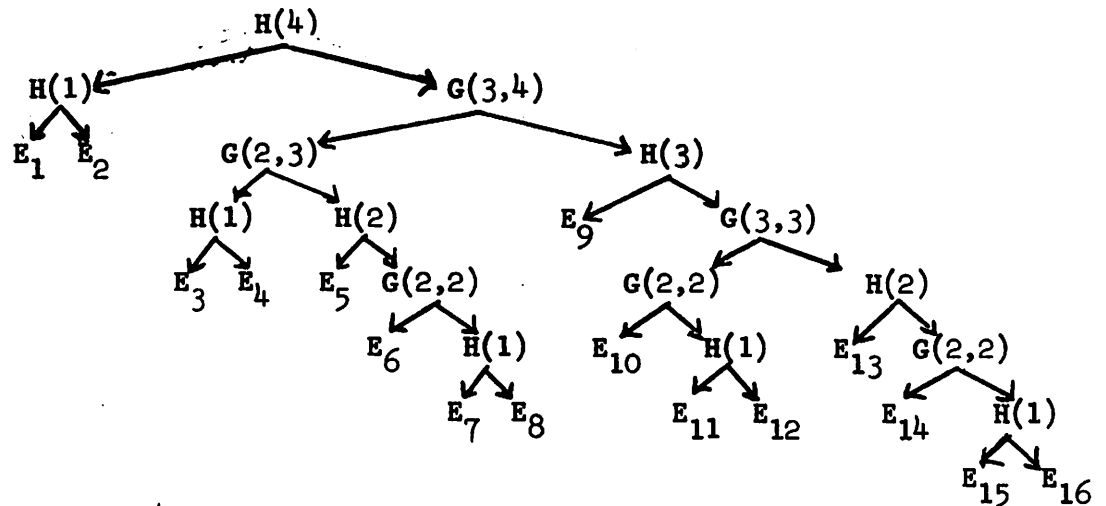 H(4)
H(1) G(3,4)
E1 E2 G(2,3) H(3)
H(1) H(2) E9 G(3,3)
E3 E4 E5 G(2,2) G(2,2) H(2)
E6 H(1) E10 H(1) E13 G(2,2)
E7 E8 E11 E12 E14 H(1)
E15 E16